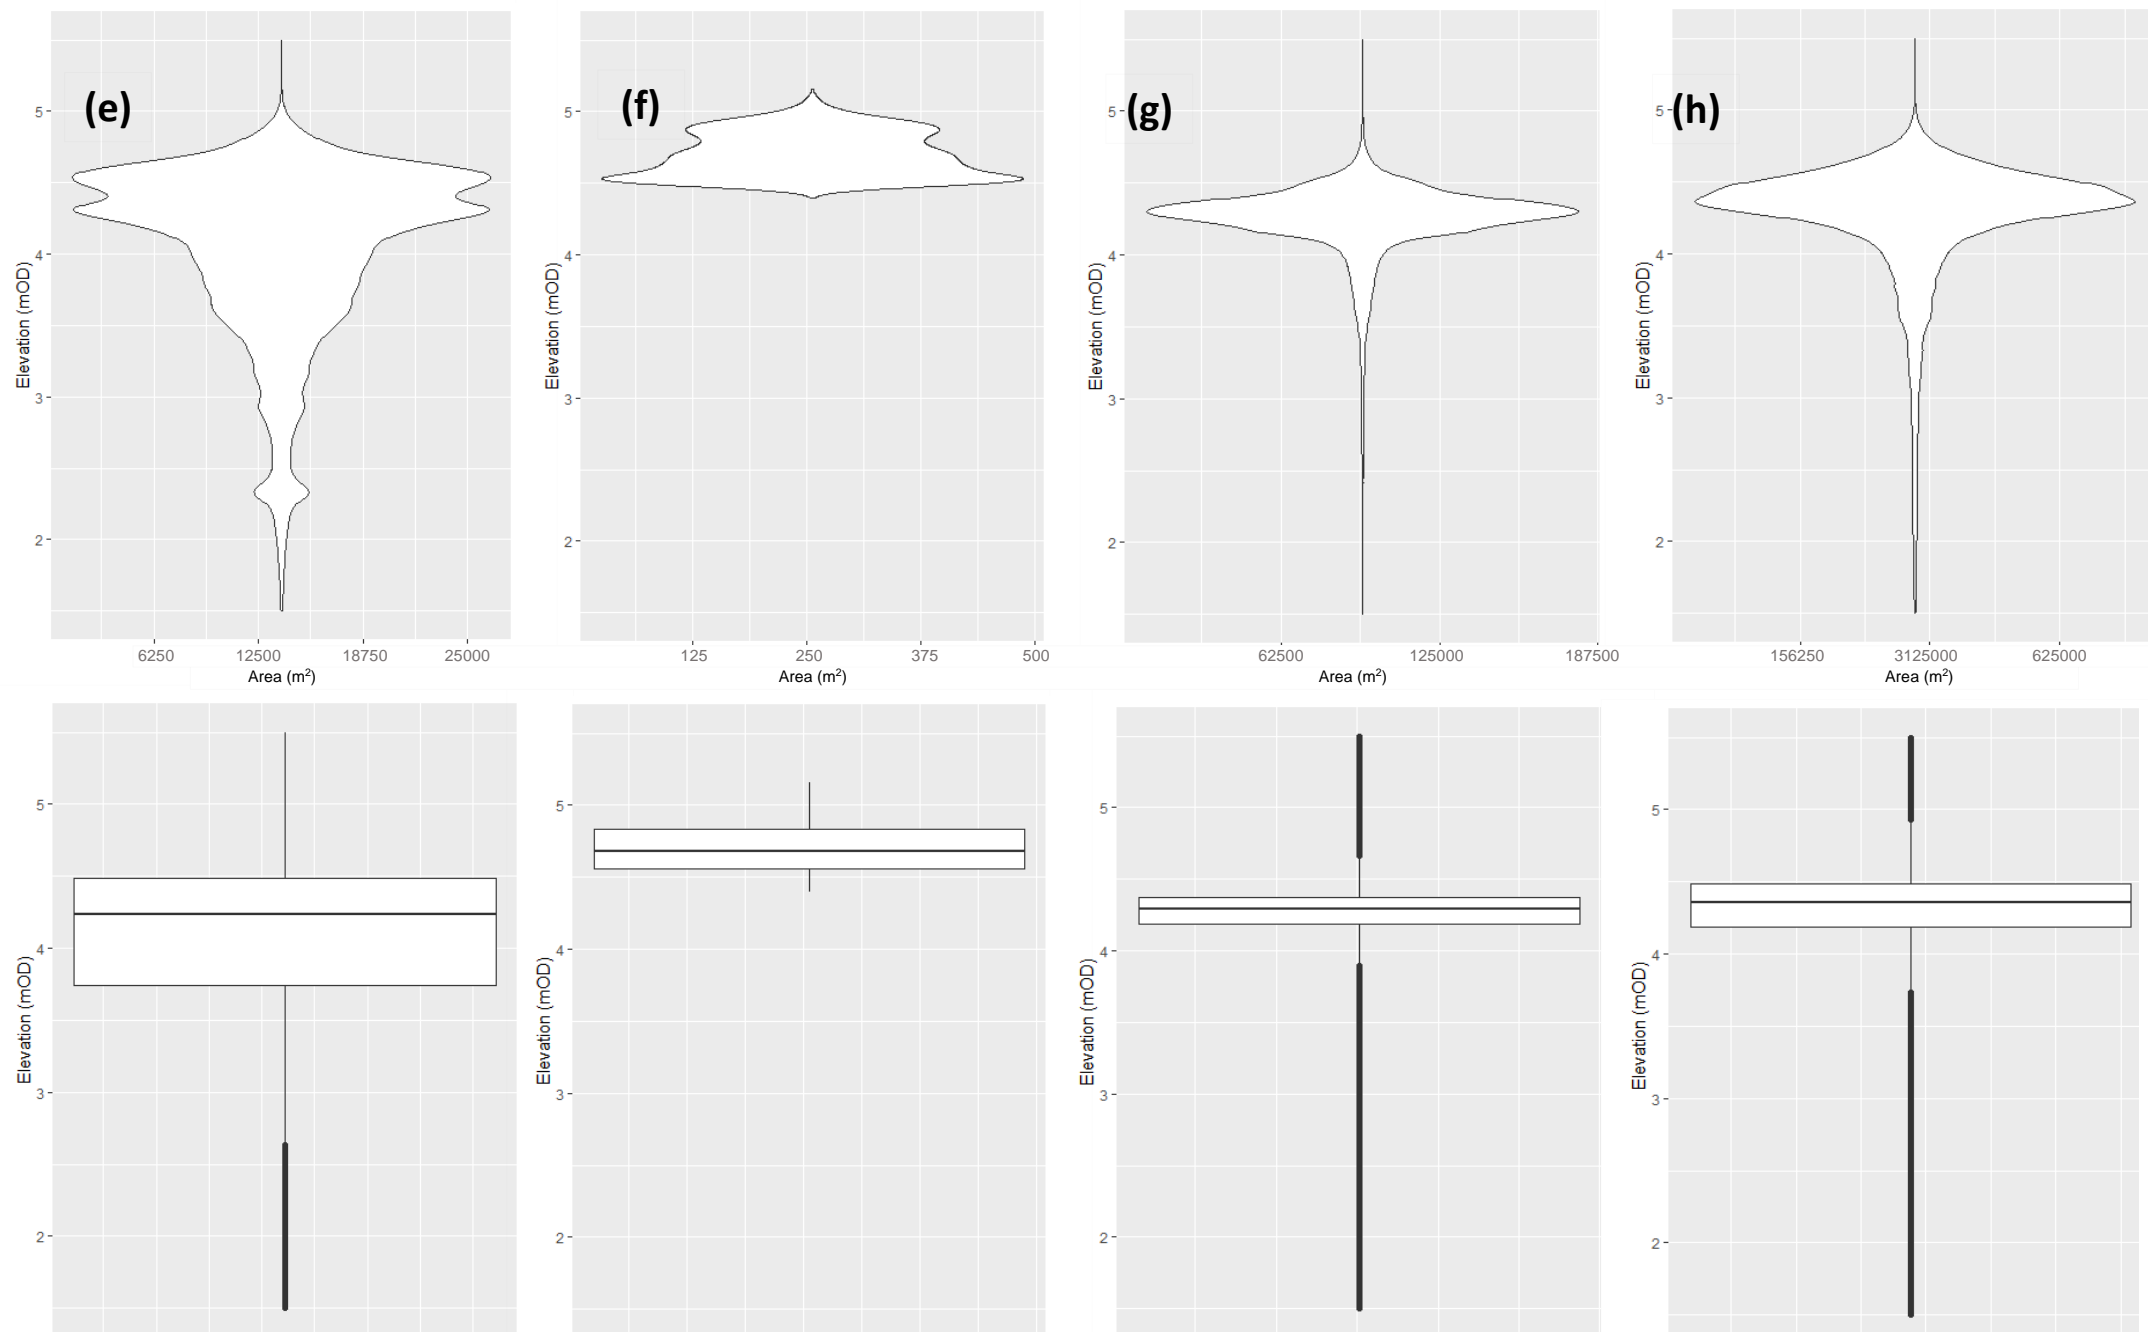 (e) (f) (g) (h)
5 5 5 5
4 4 4 4
3 3 3 3
2 2 2 2
Elevation (mOD) Elevation (mOD) Elevation (mOD) Elevation (mOD)
6250 12500 18750 25000 125 250 375 500 62500 125000 187500 156250 3125000 625000
Area (m²) Area (m²) Area (m²) Area (m²)
5 5 5 5
4 4 4 4
3 3 3 3
2 2 2 2
Elevation (mOD) Elevation (mOD) Elevation (mOD) Elevation (mOD)